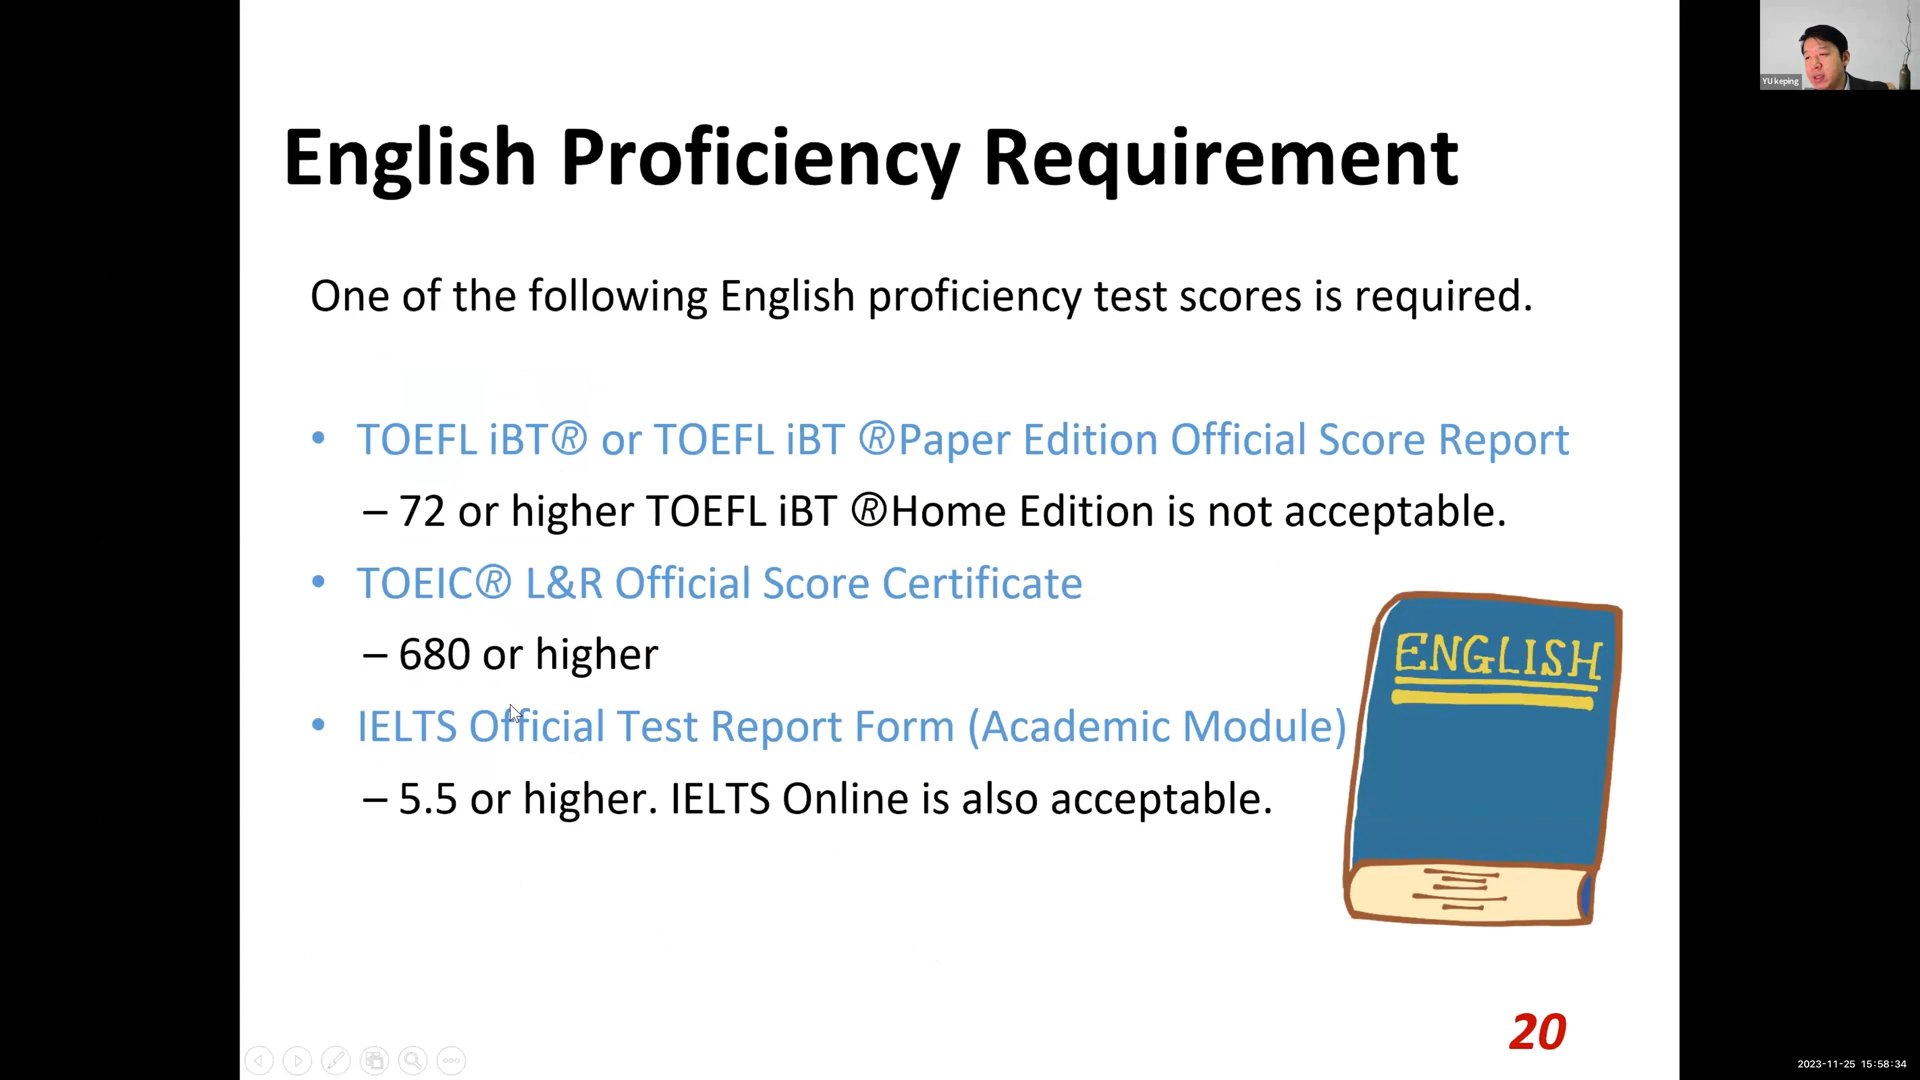 YU keping
English Proficiency Requirement
One of the following English proficiency test scores is required.
• TOEFL iBT® or TOEFL iBT ®Paper Edition Official Score Report
– 72 or higher TOEFL iBT ®Home Edition is not acceptable.
• TOEIC® L&R Official Score Certificate
– 680 or higher
• IELTS Official Test Report Form (Academic Module)
– 5.5 or higher. IELTS Online is also acceptable.
ENGLISH
20
2023-11-25 15:58:34